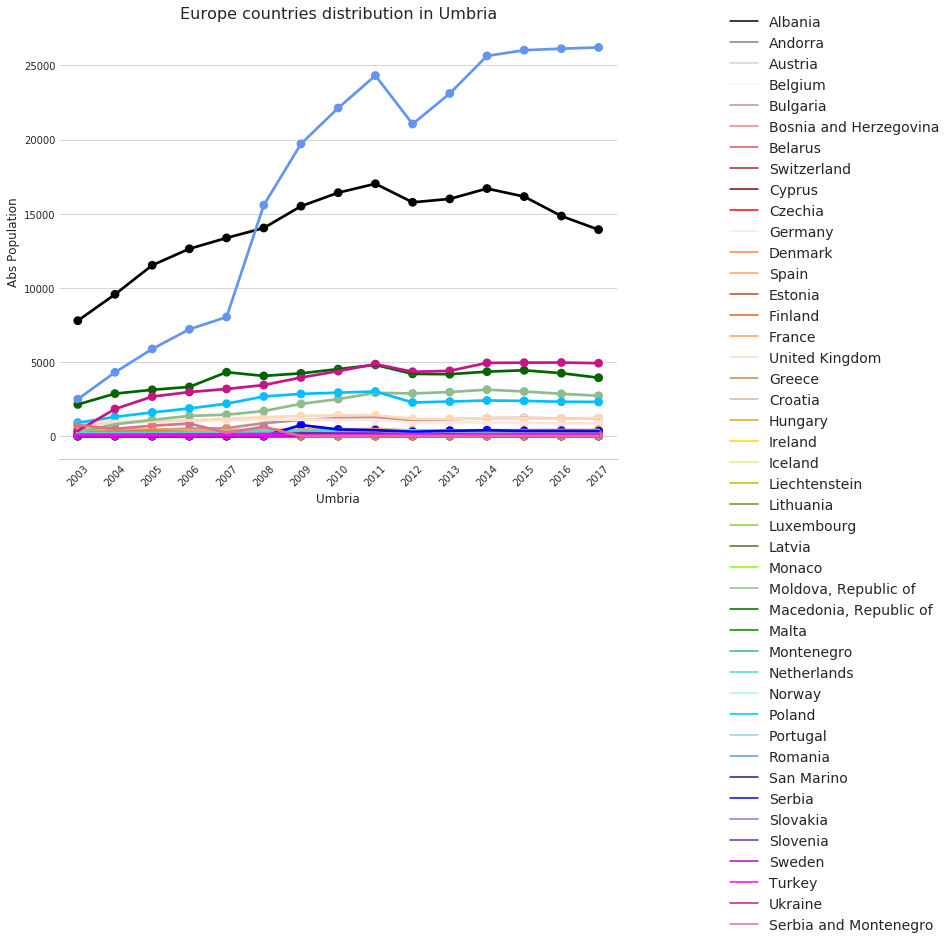 Europe countries distribution in Umbria
Abs Population
25000
20000
15000
10000
5000
0
2003
2004
2005
2006
2007
2008
2009
2010
2011
2012
2013
2014
2015
2016
2017
Umbria
Albania
Andorra
Austria
Belgium
Bulgaria
Bosnia and Herzegovina
Belarus
Switzerland
Cyprus
Czechia
Germany
Denmark
Spain
Estonia
Finland
France
United Kingdom
Greece
Croatia
Hungary
Ireland
Iceland
Liechtenstein
Lithuania
Luxembourg
Latvia
Monaco
Moldova, Republic of
Macedonia, Republic of
Malta
Montenegro
Netherlands
Norway
Poland
Portugal
Romania
San Marino
Serbia
Slovakia
Slovenia
Sweden
Turkey
Ukraine
Serbia and Montenegro